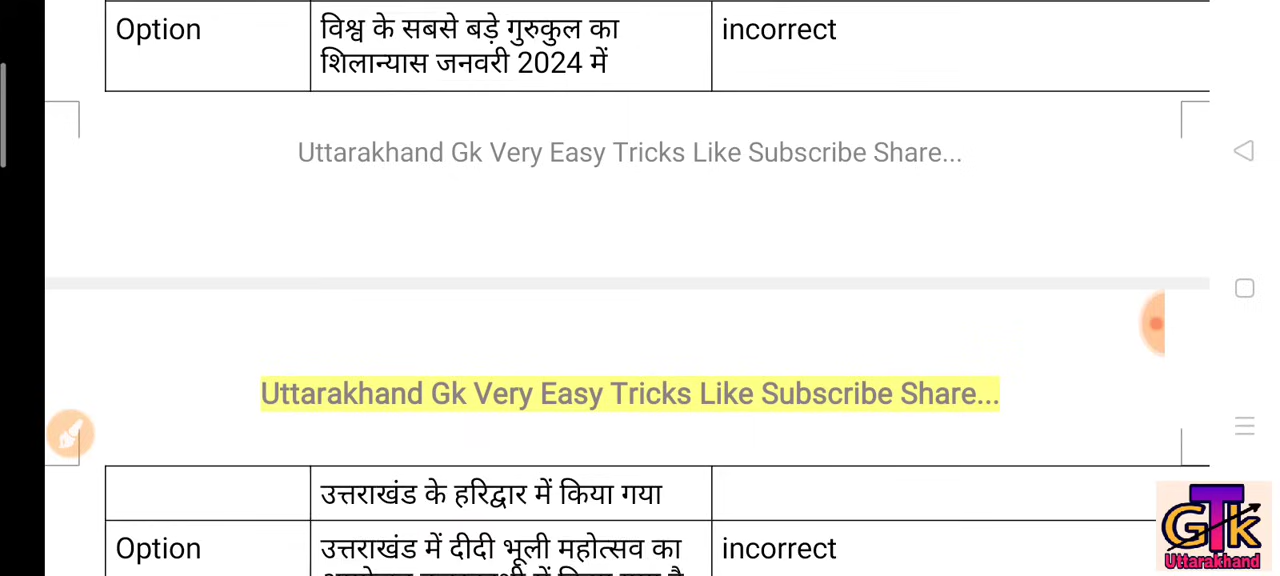 Option
विश्व के सबसे बड़े गुरुकुल का
incorrect
शिलान्यास जनवरी 2024 में
Uttarakhand Gk Very Easy Tricks Like Subscribe Share...
Uttarakhand Gk Very Easy Tricks Like Subscribe Share...
उत्तराखंड के हरिद्वार में किया गया
Option
उत्तराखंड में दीदी भूली महोत्सव का
incorrect
GTk
Uttarakhand